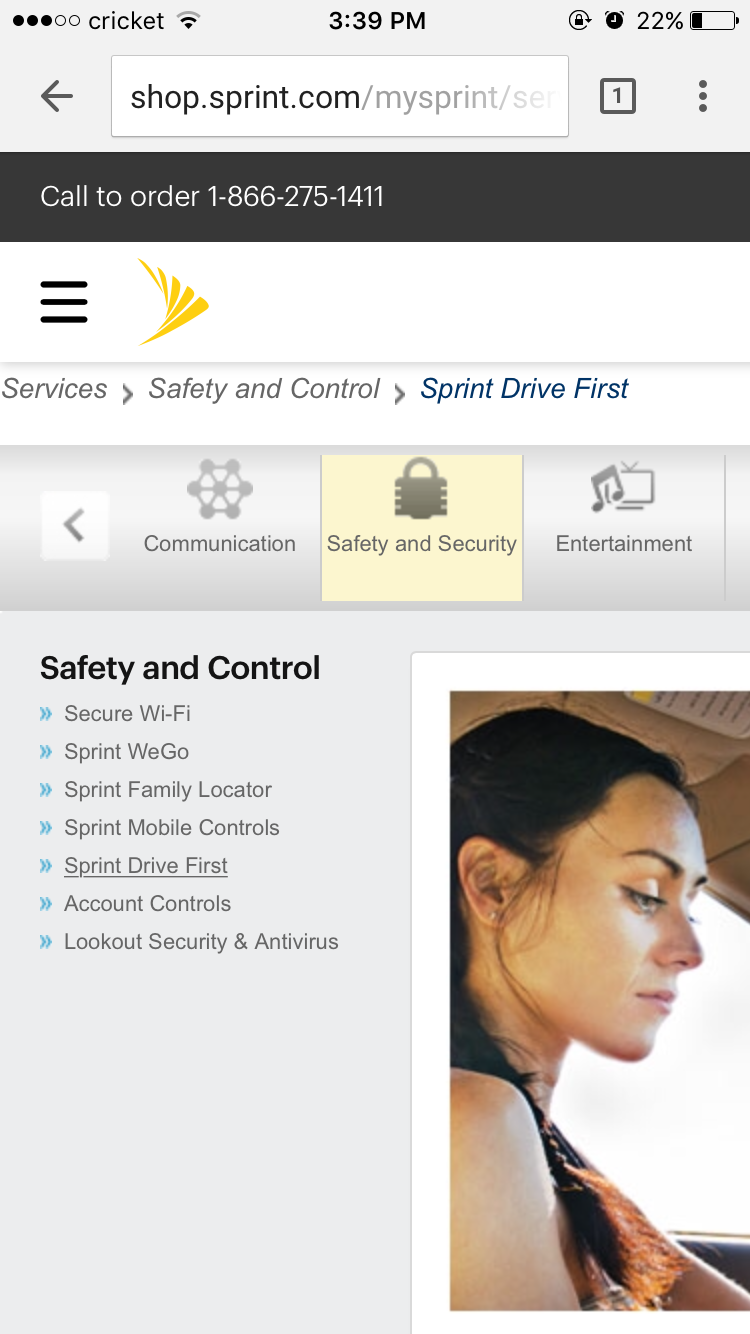 cricket 3:39 PM 22%
shop.sprint.com/mysprint/ser
1
Call to order 1-866-275-1411
Services Safety and Control Sprint Drive First
Communication Safety and Security Entertainment
Safety and Control
Secure Wi-Fi
Sprint WeGo
Sprint Family Locator
Sprint Mobile Controls
Sprint Drive First
Account Controls
Lookout Security & Antivirus